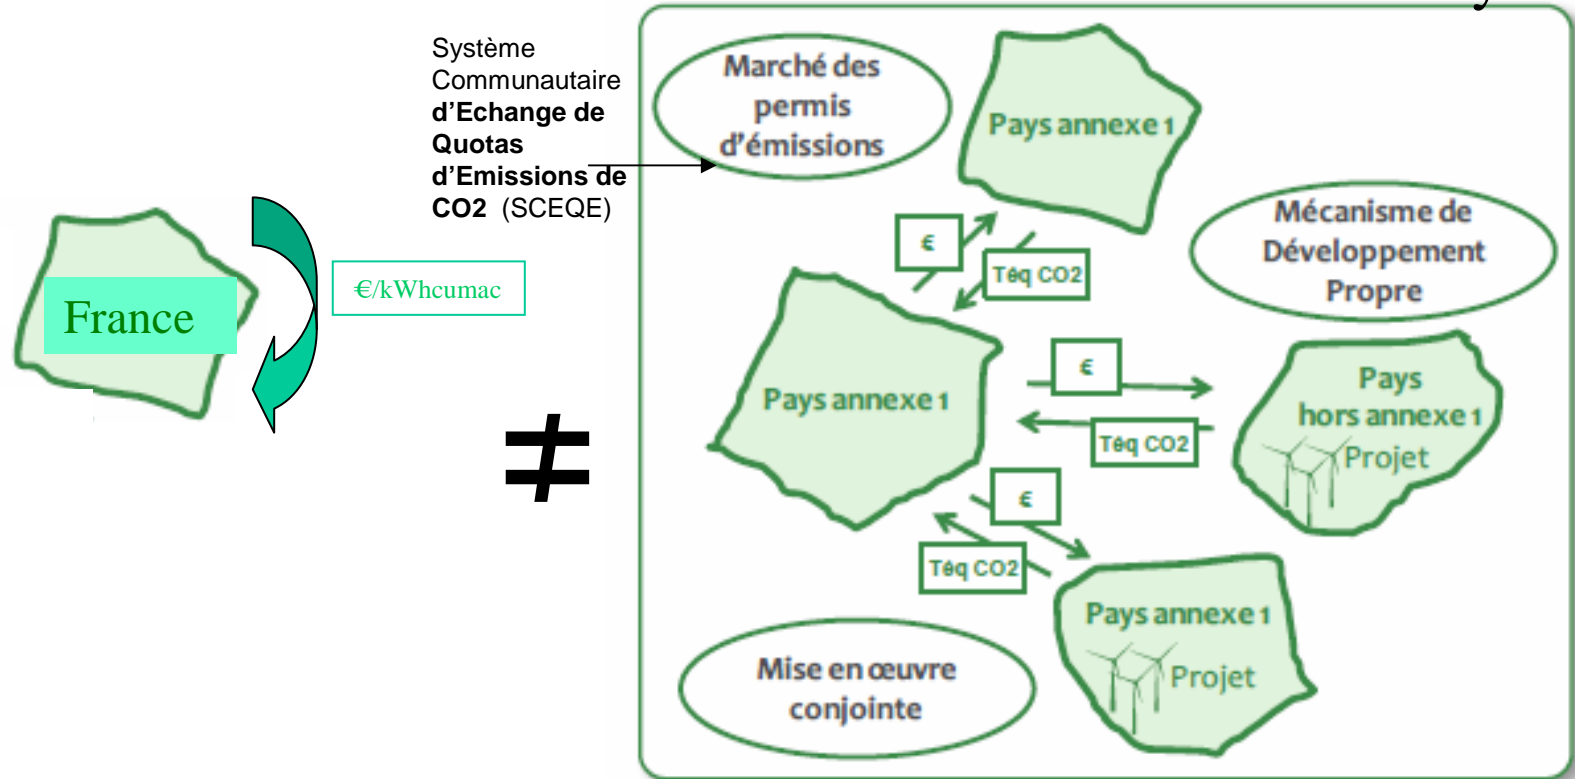 Système
Communautaire
d’Echange de
Quotas
d’Emissions de
CO2 (SCEQE)
France
€/kWhcumac
≠
Marché des
permis
d’émissions
Pays annexe 1
€
Téq CO2
Mécanisme de
Développement
Propre
Pays annexe 1
€
Téq CO2
Pays
hors annexe 1
Projet
€
Téq CO2
Pays annexe 1
Projet
Mise en œuvre
conjointe